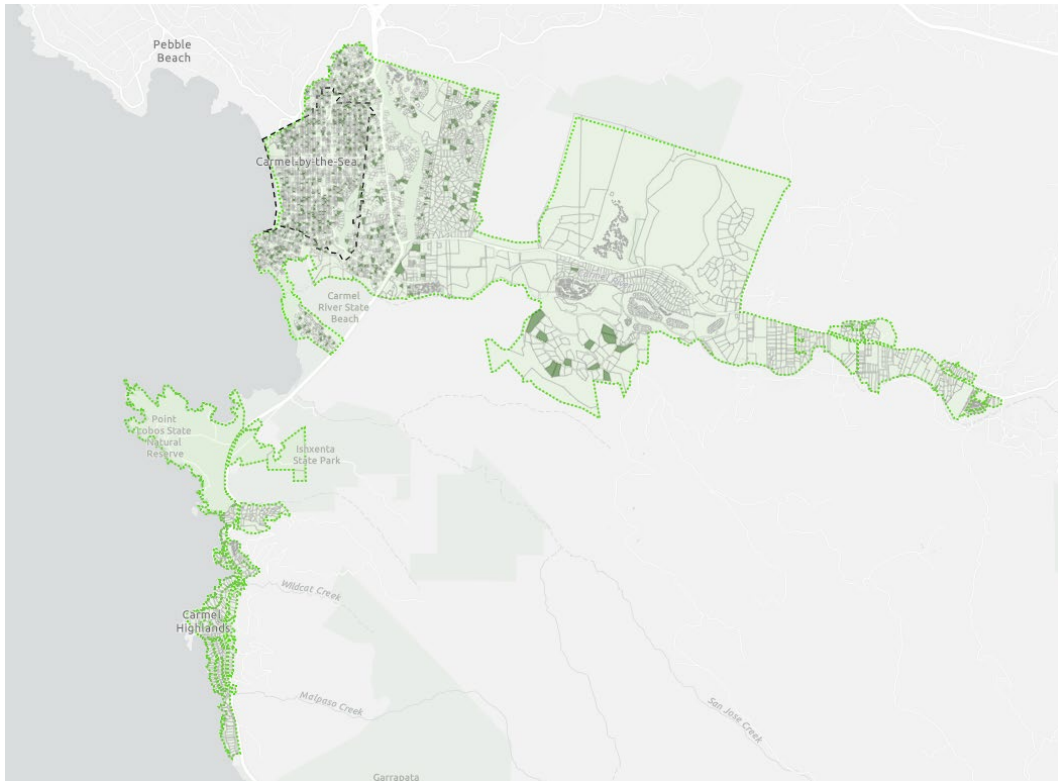 Pebble
Beach
Carmel-by-the-Sea
Carmel
River State
Beach
Point
Lobos State
Natural
Reserve
Ishxenta
State Park
Wildcat Creek
Carmel
Highlands
Malpaso Creek
San Jose Creek
Garrapata